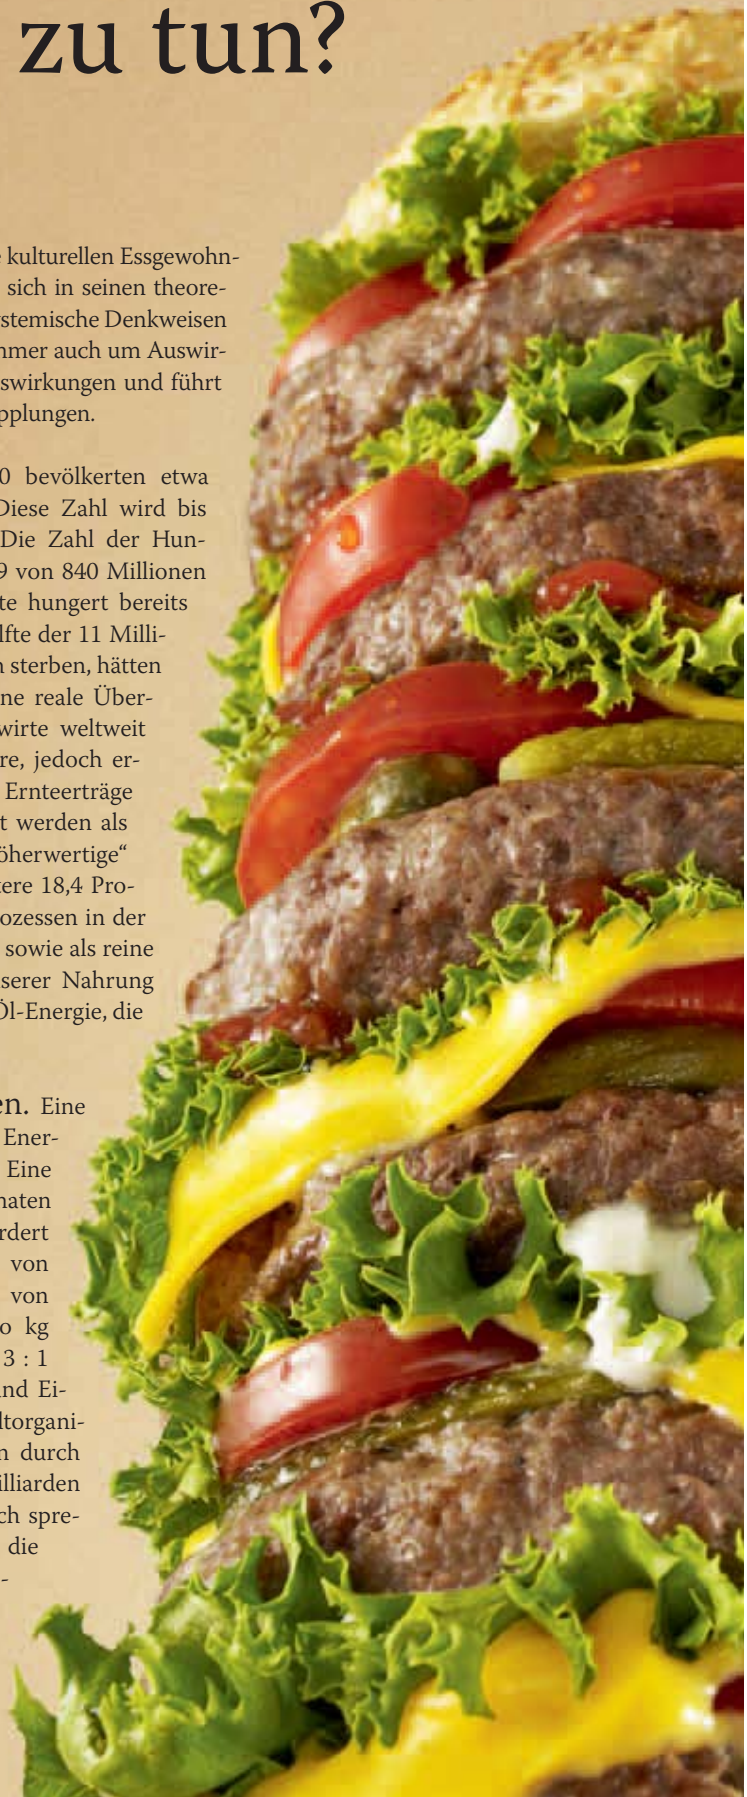 zu tun?
e kulturellen Essgewohn-
sich in seinen theore-
ystemische Denkweisen
nmer auch um Auswir-
swirkungen und führt
pplungen.
0 bevölkerten etwa
Diese Zahl wird bis
Die Zahl der Hun-
9 von 840 Millionen
te hungert bereits
lfte der 11 Milli-
n sterben, hätten
ne reale Über-
wirte weltweit
re, jedoch er-
Ernteerträge
t werden als
öherwertige“
tere 18,4 Pro-
ozessen in der
sowie als reine
serer Nahrung
Öl-Energie, die
en. Eine
Ener-
Eine
naten
rdert
von
von
o kg
3 : 1
nd Ei-
ltorgani-
n durch
illiarden
ch spre-
die
-